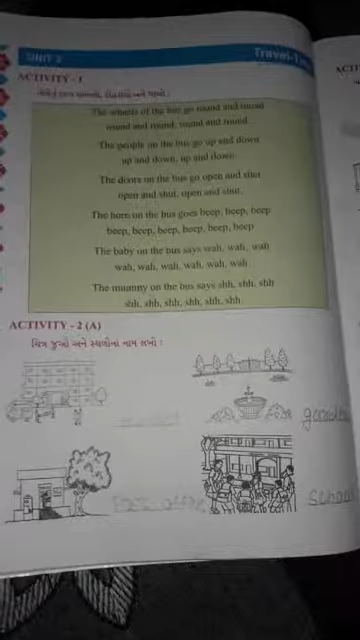 UNIT 2
Travel-Ti
ACTIVITY - 1
ACTI
The wheels of the bus go round and round
round and round, round and round
The people on the bus go up and down
up and down, up and down
The doors on the bus go open and shut
open and shut, open and shut.
The horn on the bus goes beep, beep, beep
beep, beep, beep, beep, beep, beep
The baby on the bus says wah, wah, wah
wah, wah, wah, wah, wah, wah
The mummy on the bus says shh, shh, shh
shh, shh, shh, shh, shh, shh
ACTIVITY - 2 (A)
ચિત્ર જુઓ અને સ્થળોનાં નામ લખો :
garden
school